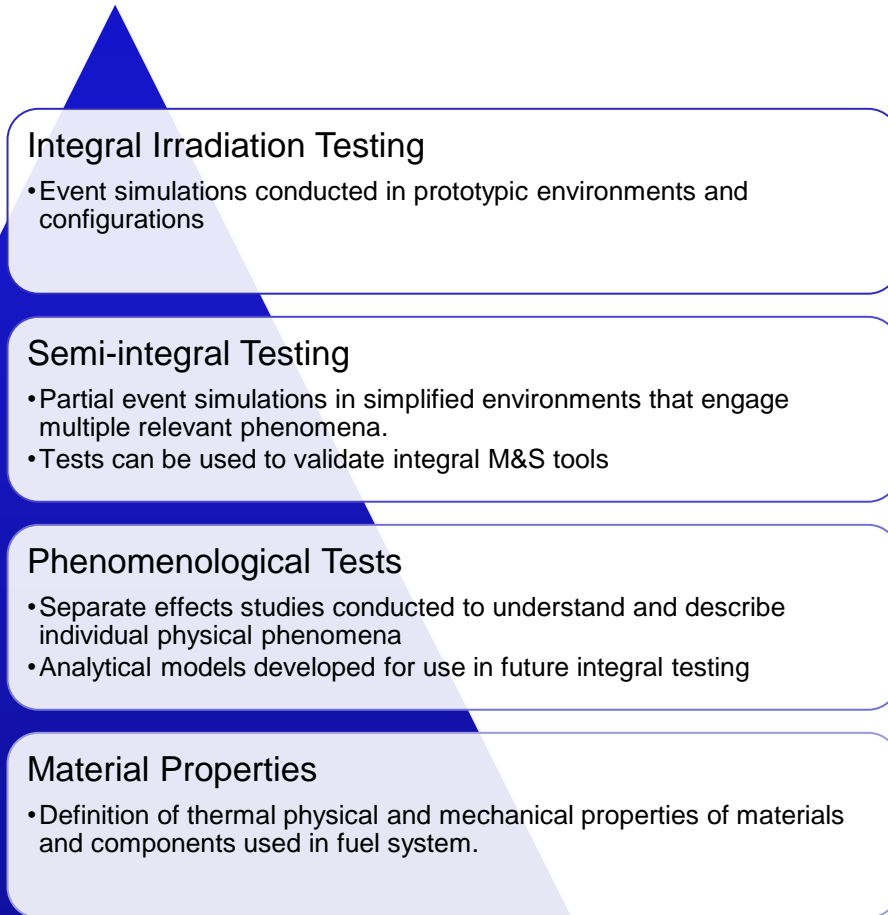 Integral Irradiation Testing
•Event simulations conducted in prototypic environments and
configurations
Semi-integral Testing
•Partial event simulations in simplified environments that engage
multiple relevant phenomena.
•Tests can be used to validate integral M&S tools
Phenomenological Tests
•Separate effects studies conducted to understand and describe
individual physical phenomena
•Analytical models developed for use in future integral testing
Material Properties
•Definition of thermal physical and mechanical properties of materials
and components used in fuel system.